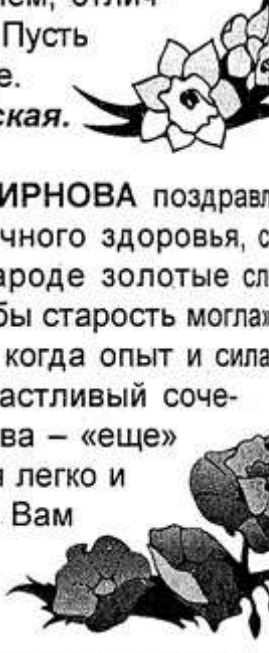 ем, отлич
Пусть
е.
ская.
ИРНОВА поздравл
чного здоровья, с
ароде золотые сл
бы старость могла»
когда опыт и сила
астливый соче-
ва – «еще»
я легко и
Вам